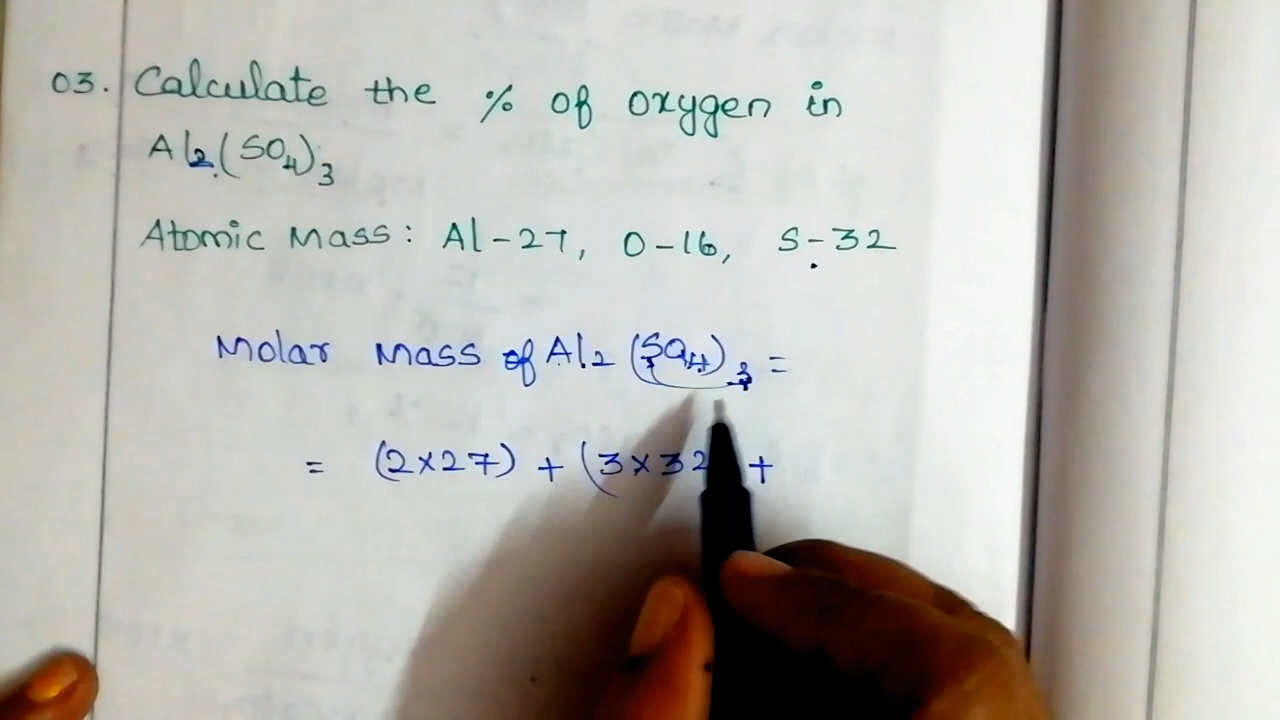 03. Calculate the % of oxygen in
Al2(SO4)3
Atomic Mass: Al-27, O-16, S-32
Molar Mass of Al2(SO4)3 =
= (2×27) + (3×32) +